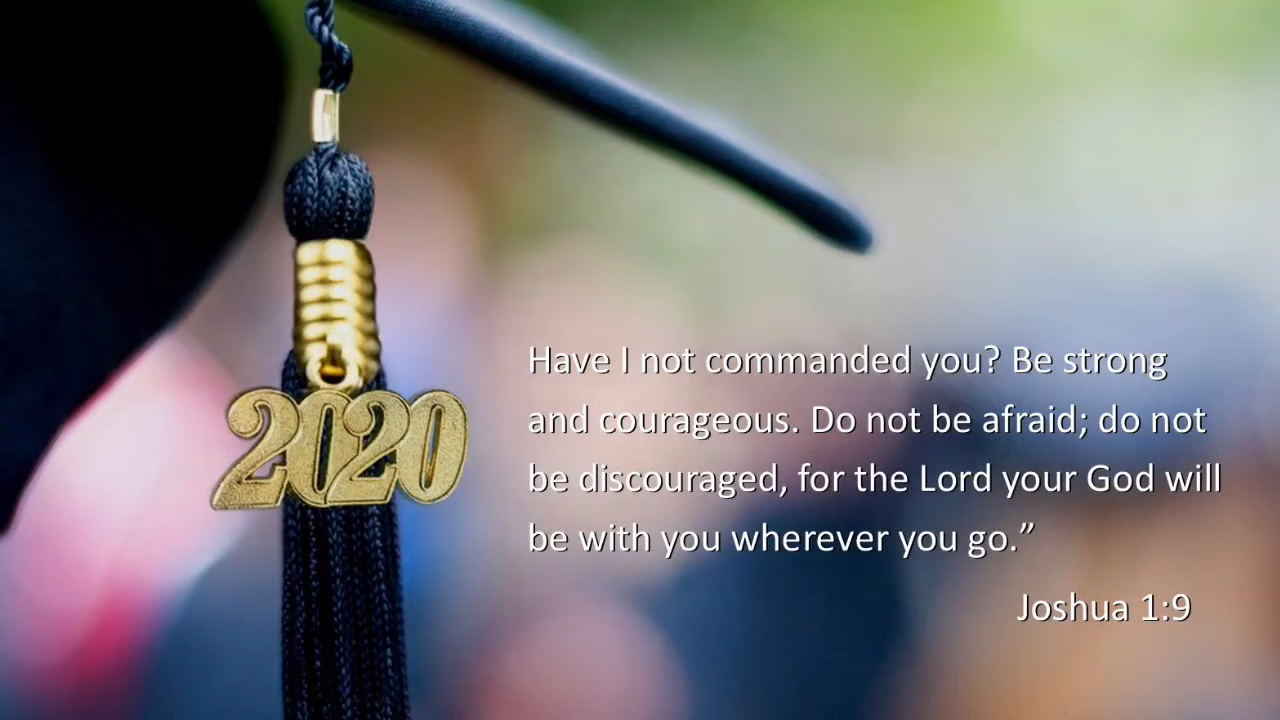 2020
Have I not commanded you? Be strong
and courageous. Do not be afraid; do not
be discouraged, for the Lord your God will
be with you wherever you go.”
Joshua 1:9